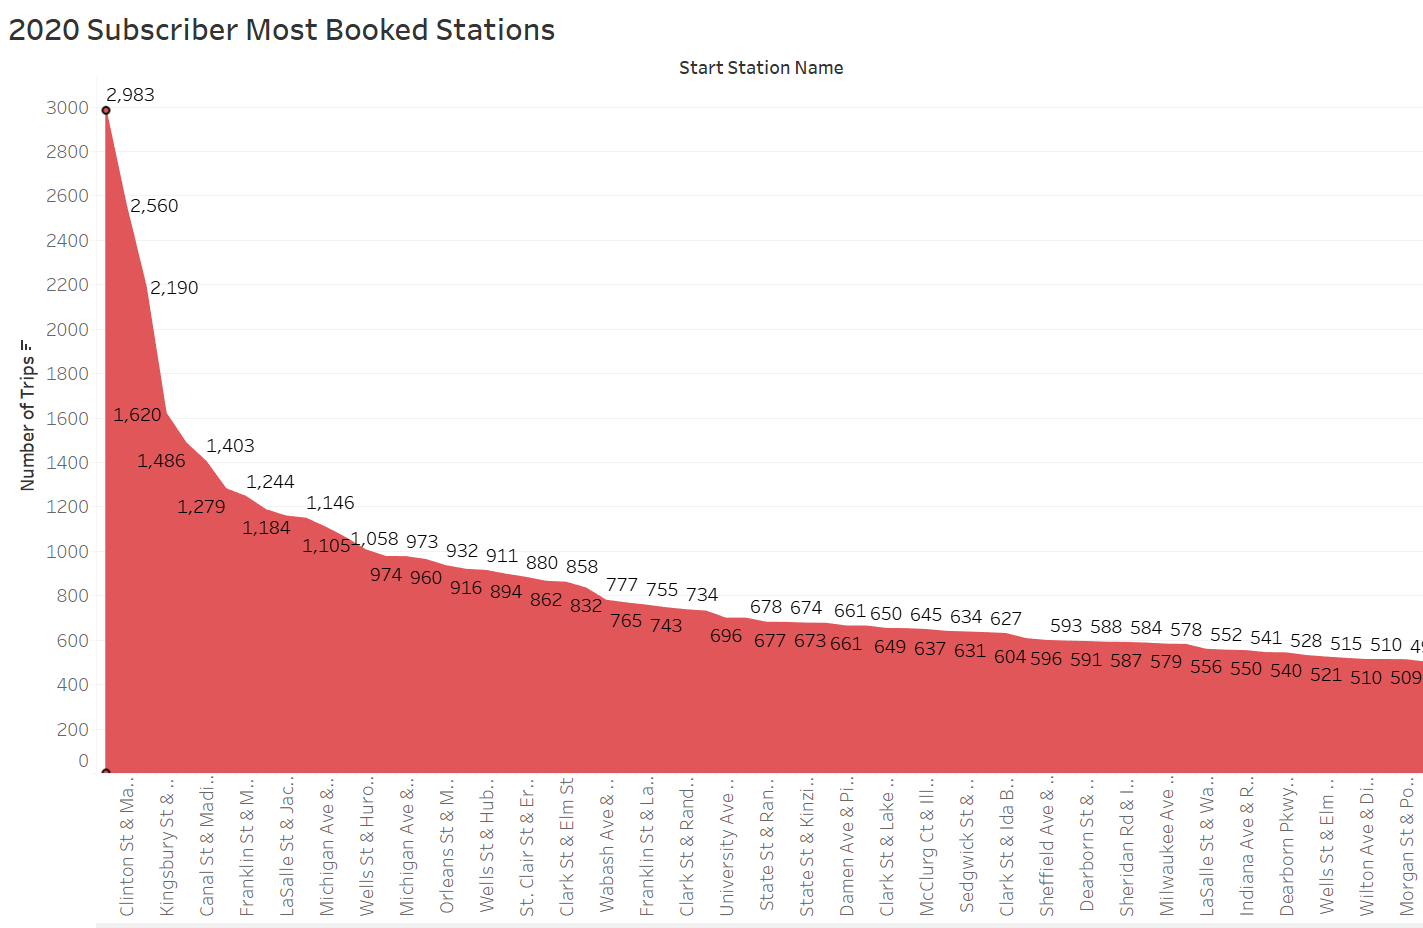 2020 Subscriber Most Booked Stations
Start Station Name
Number of Trips
3000
2800
2600
2400
2200
2000
1800
1600
1400
1200
1000
800
600
400
200
0
2,983
2,560
2,190
1,620
1,486
1,403
1,279
1,244
1,184
1,146
1,105
1,058
974
973
960
932
916
911
894
880
862
858
832
777
765
755
743
734
696
678
677
674
673
661
661
650
649
645
637
634
631
627
604
596
593
591
588
587
584
579
578
556
552
550
541
540
528
521
515
510
510
509
49
Clinton St & Ma..
Kingsbury St & ..
Canal St & Madi..
Franklin St & M..
LaSalle St & Jac..
Michigan Ave &..
Wells St & Huro..
Michigan Ave &..
Orleans St & M..
Wells St & Hub..
St. Clair St & Er..
Clark St & Elm St
Wabash Ave & ..
Franklin St & La..
Clark St & Rand..
University Ave ..
State St & Ran..
State St & Kinzi..
Damen Ave & Pi..
Clark St & Lake ..
McClurg Ct & Ill..
Sedgwick St & ..
Clark St & Ida B..
Sheffield Ave &..
Dearborn St & ..
Sheridan Rd & I..
Milwaukee Ave ..
LaSalle St & Wa..
Indiana Ave & R..
Dearborn Pkwy..
Wells St & Elm ..
Wilton Ave & Di..
Morgan St & Po..